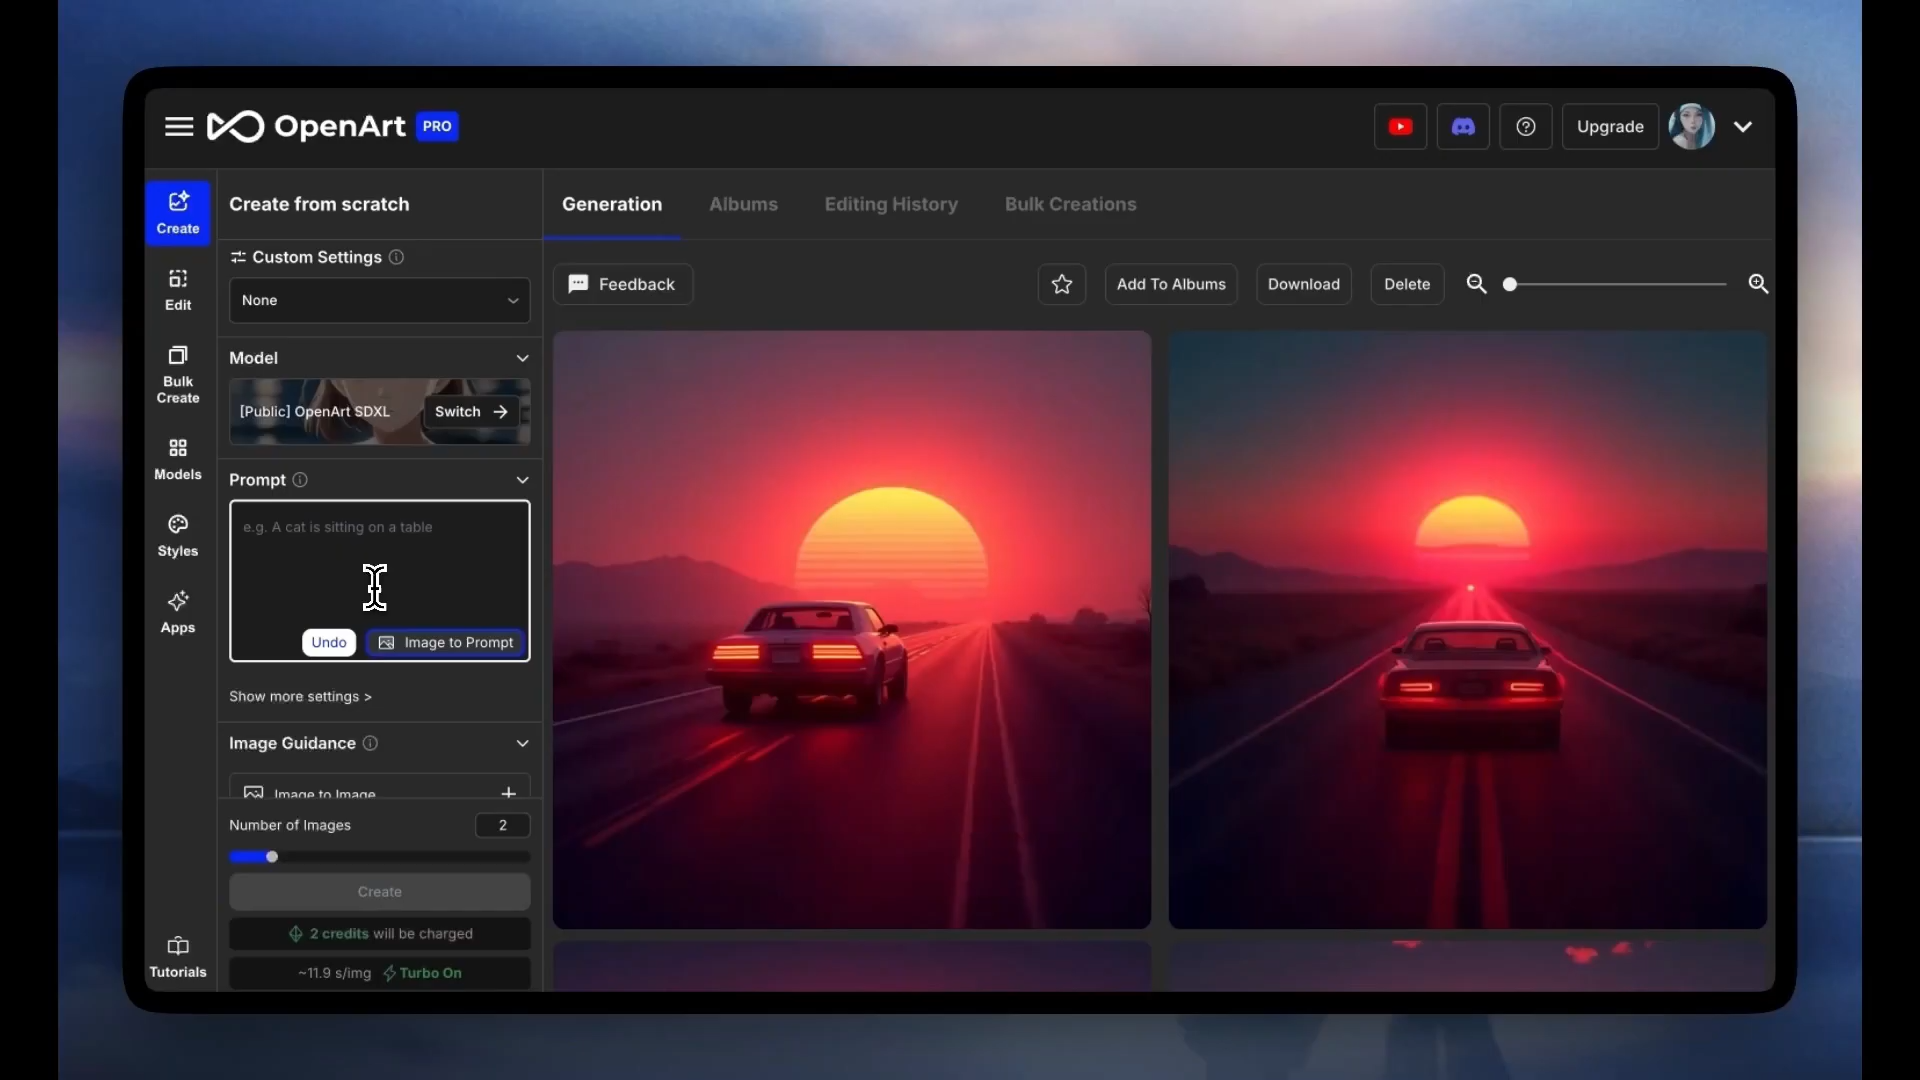 OpenArt PRO
Upgrade
Create
Edit
Bulk
Create
Models
Styles
Apps
Tutorials
Create from scratch
Custom Settings
None
Model
[Public] OpenArt SDXL
Switch
Prompt
e.g. A cat is sitting on a table
Undo
Image to Prompt
Show more settings >
Image Guidance
Image to Image
Number of Images
2
Create
2 credits will be charged
~11.9 s/img Turbo On
Generation
Albums
Editing History
Bulk Creations
Feedback
Add To Albums
Download
Delete